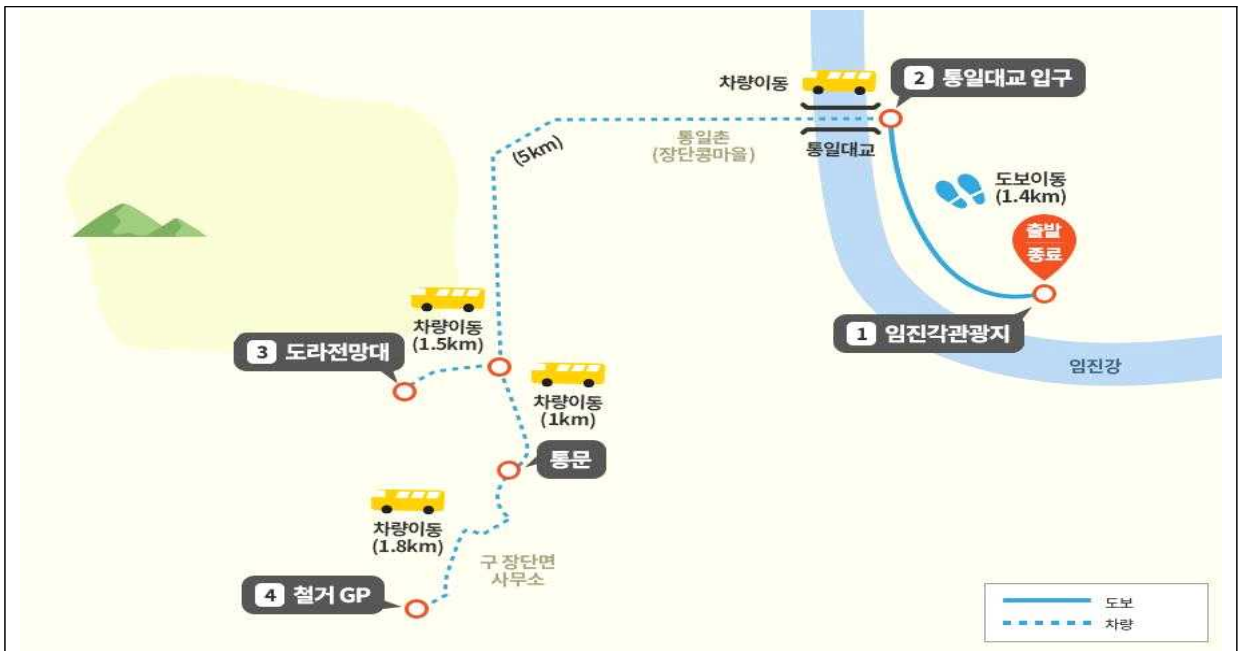 차량이동
2 통일대교 입구
통일촌
(장단콩마을)
통일대교
(5km)
도보이동
(1.4km)
출발
종료
1 임진각관광지
임진강
차량이동
(1.5km)
3 도라전망대
차량이동
(1km)
통문
차량이동
(1.8km)
구 장단면
사무소
4 철거 GP
도보
차량